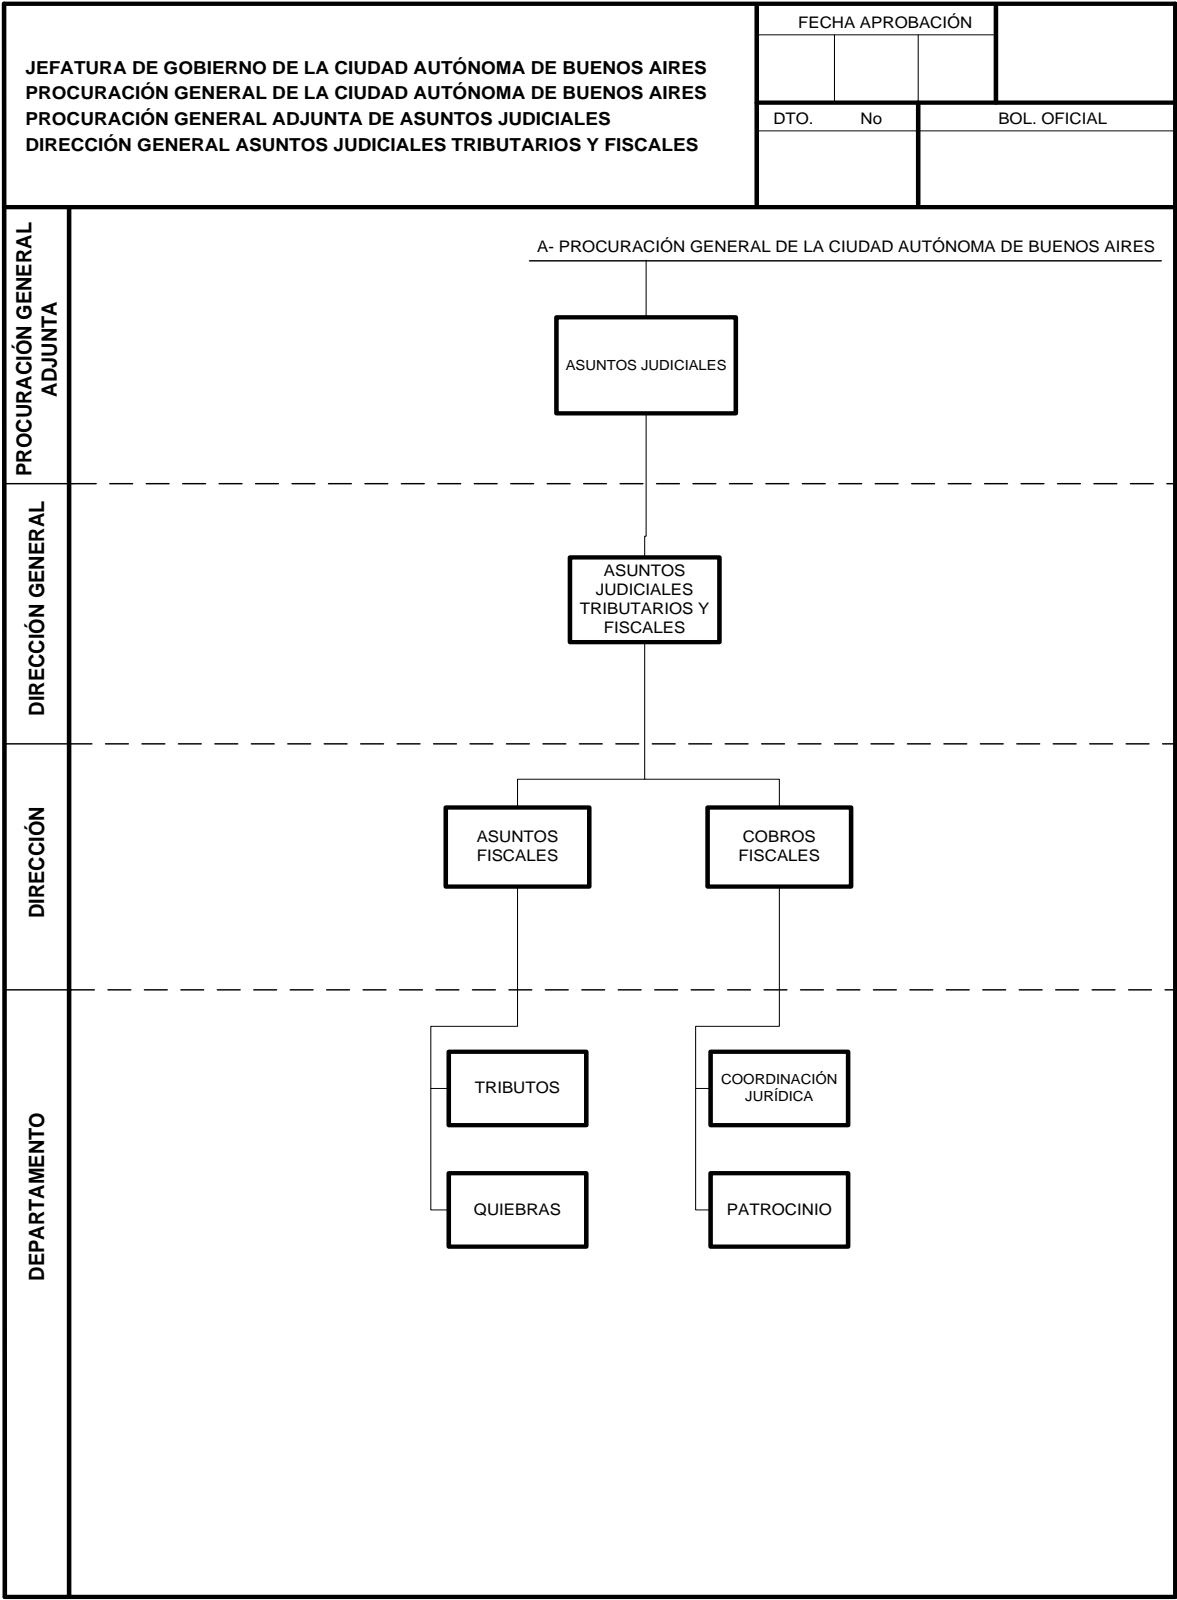 JEFATURA DE GOBIERNO DE LA CIUDAD AUTÓNOMA DE BUENOS AIRES
PROCURACIÓN GENERAL DE LA CIUDAD AUTÓNOMA DE BUENOS AIRES
PROCURACIÓN GENERAL ADJUNTA DE ASUNTOS JUDICIALES
DIRECCIÓN GENERAL ASUNTOS JUDICIALES TRIBUTARIOS Y FISCALES
FECHA APROBACIÓN
DTO. No
BOL. OFICIAL
PROCURACIÓN GENERAL
ADJUNTA
A- PROCURACIÓN GENERAL DE LA CIUDAD AUTÓNOMA DE BUENOS AIRES
ASUNTOS JUDICIALES
DIRECCIÓN GENERAL
ASUNTOS
JUDICIALES
TRIBUTARIOS Y
FISCALES
DIRECCIÓN
ASUNTOS
FISCALES
COBROS
FISCALES
DEPARTAMENTO
TRIBUTOS
COORDINACIÓN
JURÍDICA
QUIEBRAS
PATROCINIO